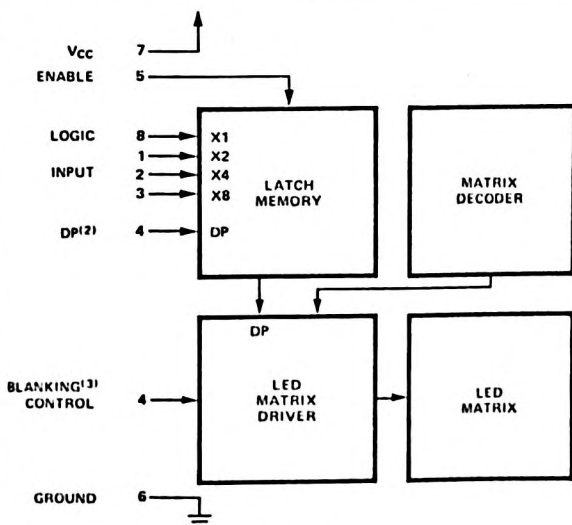 VCC 7
ENABLE 5
LOGIC 8 X1
1 X2
INPUT 2 X4
3 X8
LATCH
MEMORY
MATRIX
DECODER
DP(2) 4 DP
DP
BLANKING(3)
CONTROL 4
LED
MATRIX
DRIVER
LED
MATRIX
GROUND 6